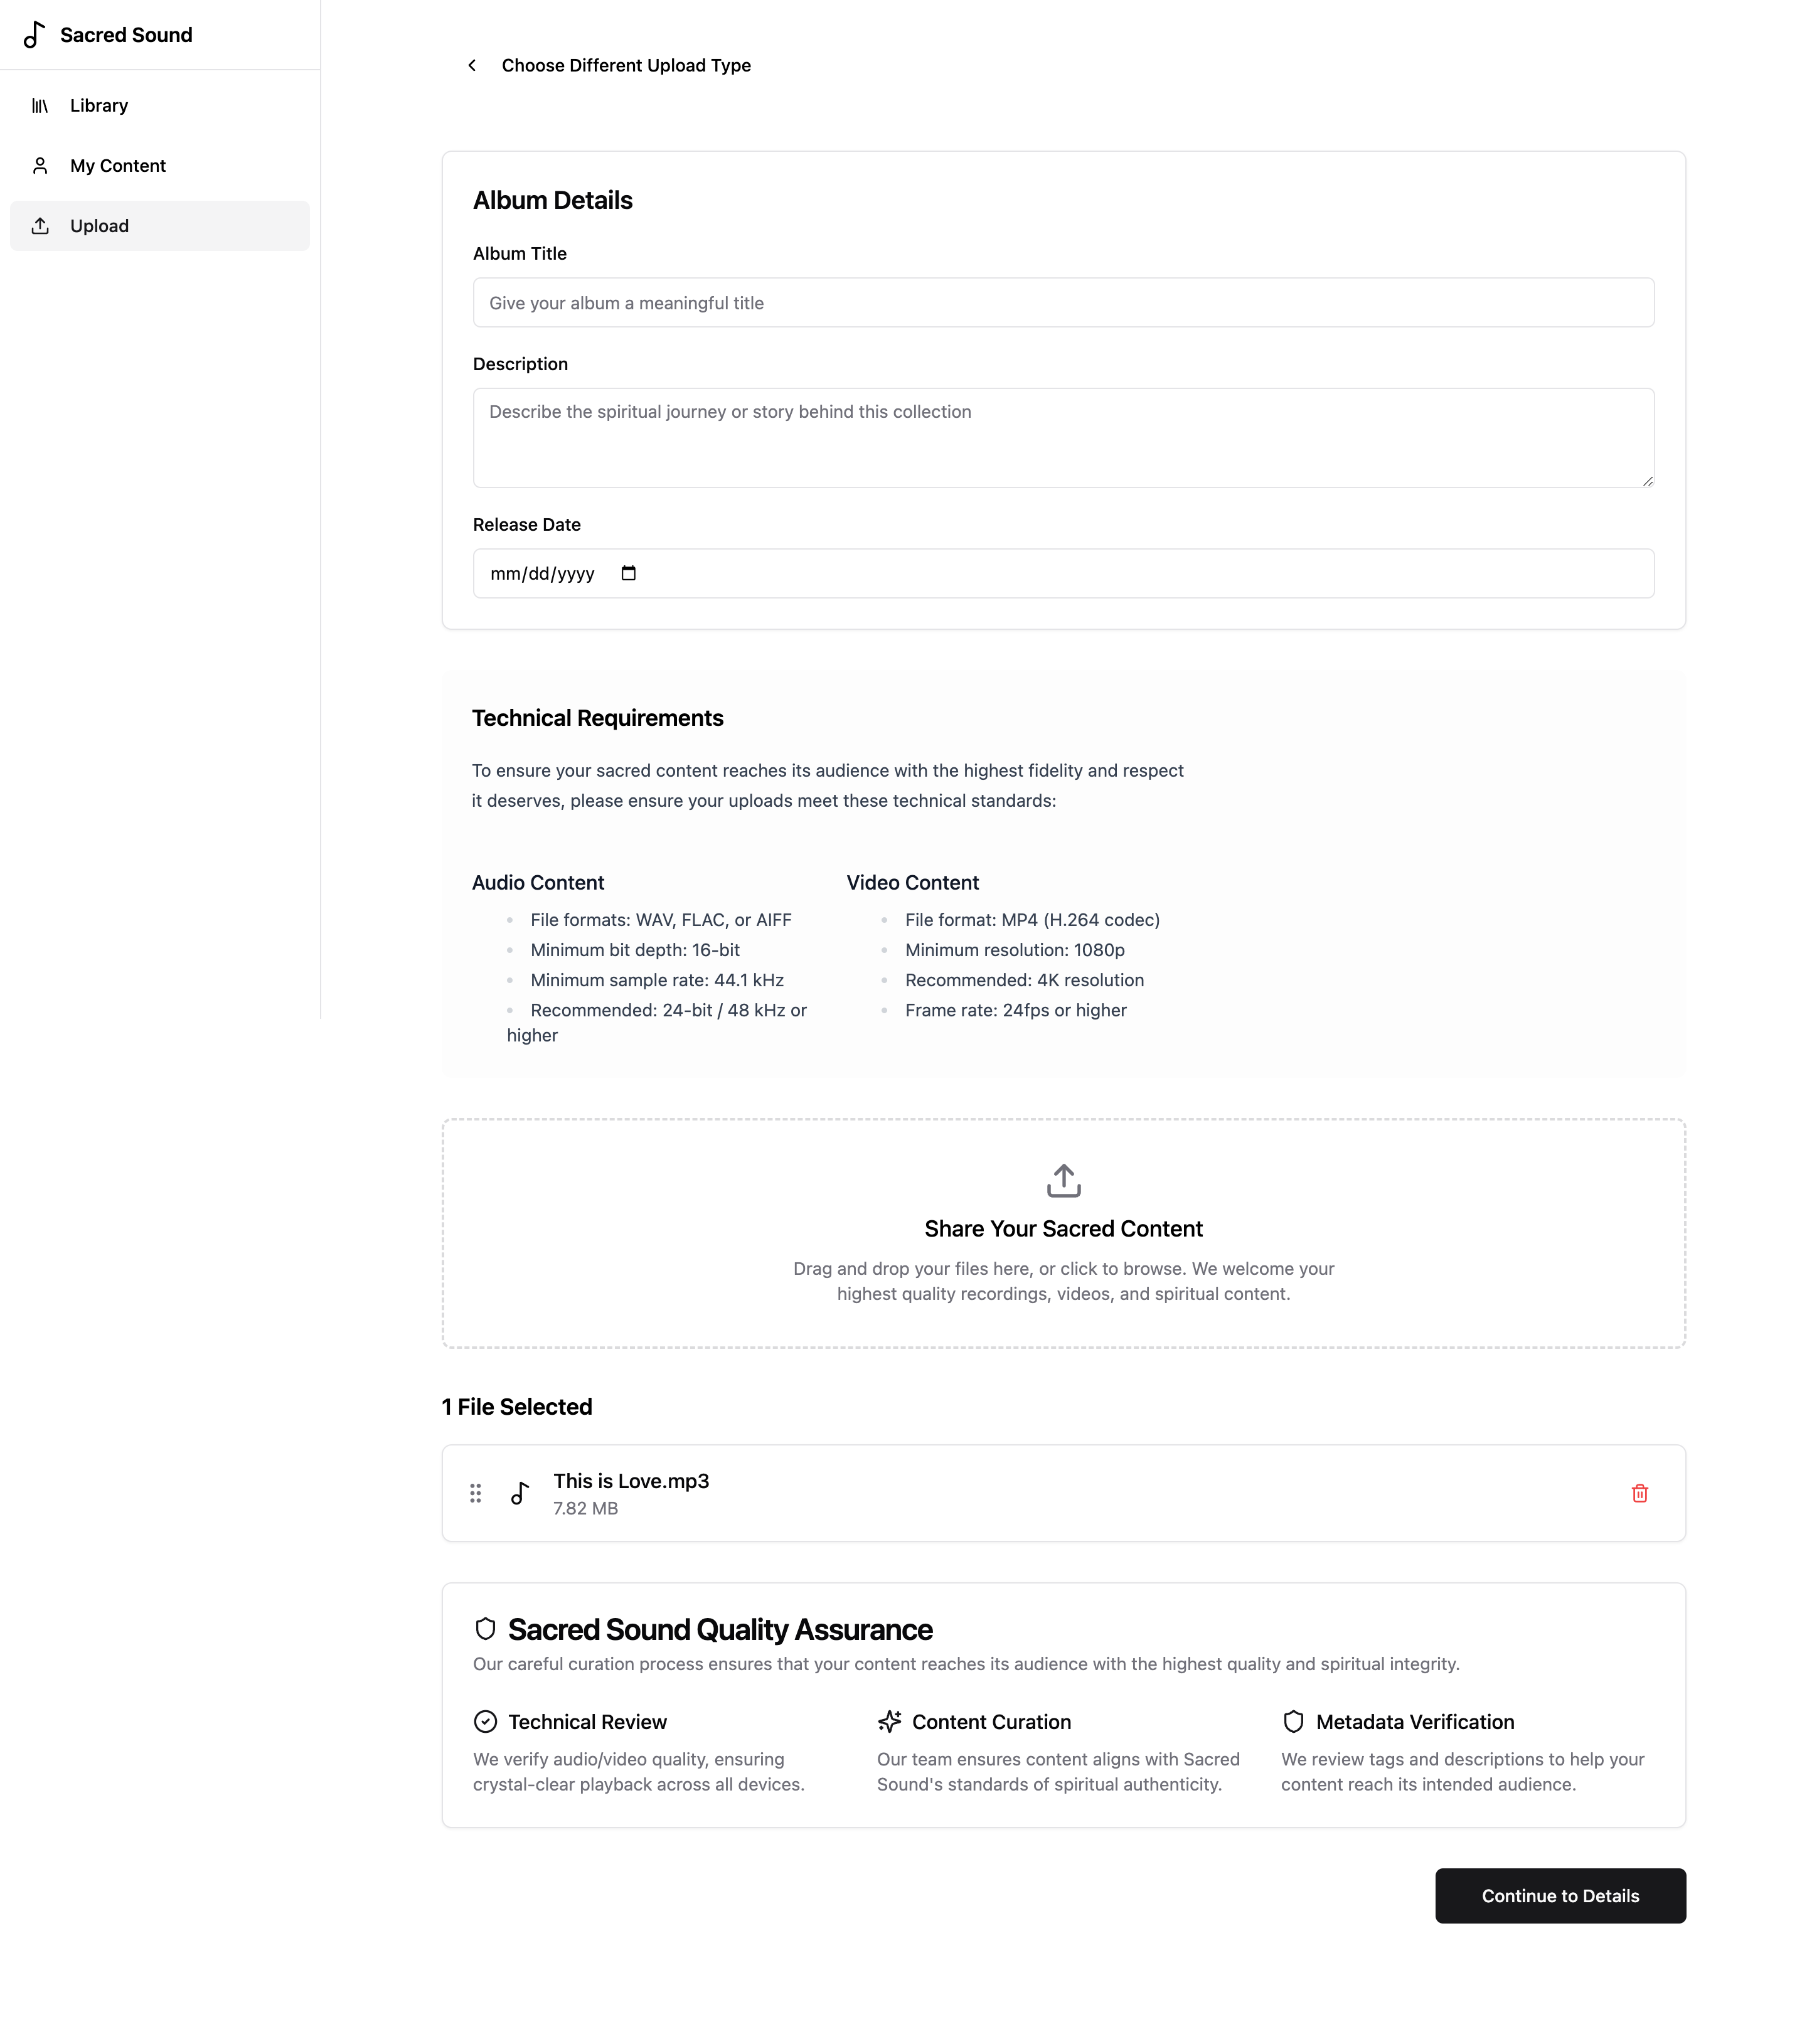 Sacred Sound
Library
My Content
Upload
Choose Different Upload Type
Album Details
Album Title
Give your album a meaningful title
Description
Describe the spiritual journey or story behind this collection
Release Date
mm/dd/yyyy
Technical Requirements
To ensure your sacred content reaches its audience with the highest fidelity and respect
it deserves, please ensure your uploads meet these technical standards:
Audio Content
• File formats: WAV, FLAC, or AIFF
• Minimum bit depth: 16-bit
• Minimum sample rate: 44.1 kHz
• Recommended: 24-bit / 48 kHz or
higher
Video Content
• File format: MP4 (H.264 codec)
• Minimum resolution: 1080p
• Recommended: 4K resolution
• Frame rate: 24fps or higher
Share Your Sacred Content
Drag and drop your files here, or click to browse. We welcome your
highest quality recordings, videos, and spiritual content.
1 File Selected
This is Love.mp3
7.82 MB
Sacred Sound Quality Assurance
Our careful curation process ensures that your content reaches its audience with the highest quality and spiritual integrity.
Technical Review
We verify audio/video quality, ensuring
crystal-clear playback across all devices.
Content Curation
Our team ensures content aligns with Sacred
Sound's standards of spiritual authenticity.
Metadata Verification
We review tags and descriptions to help your
content reach its intended audience.
Continue to Details